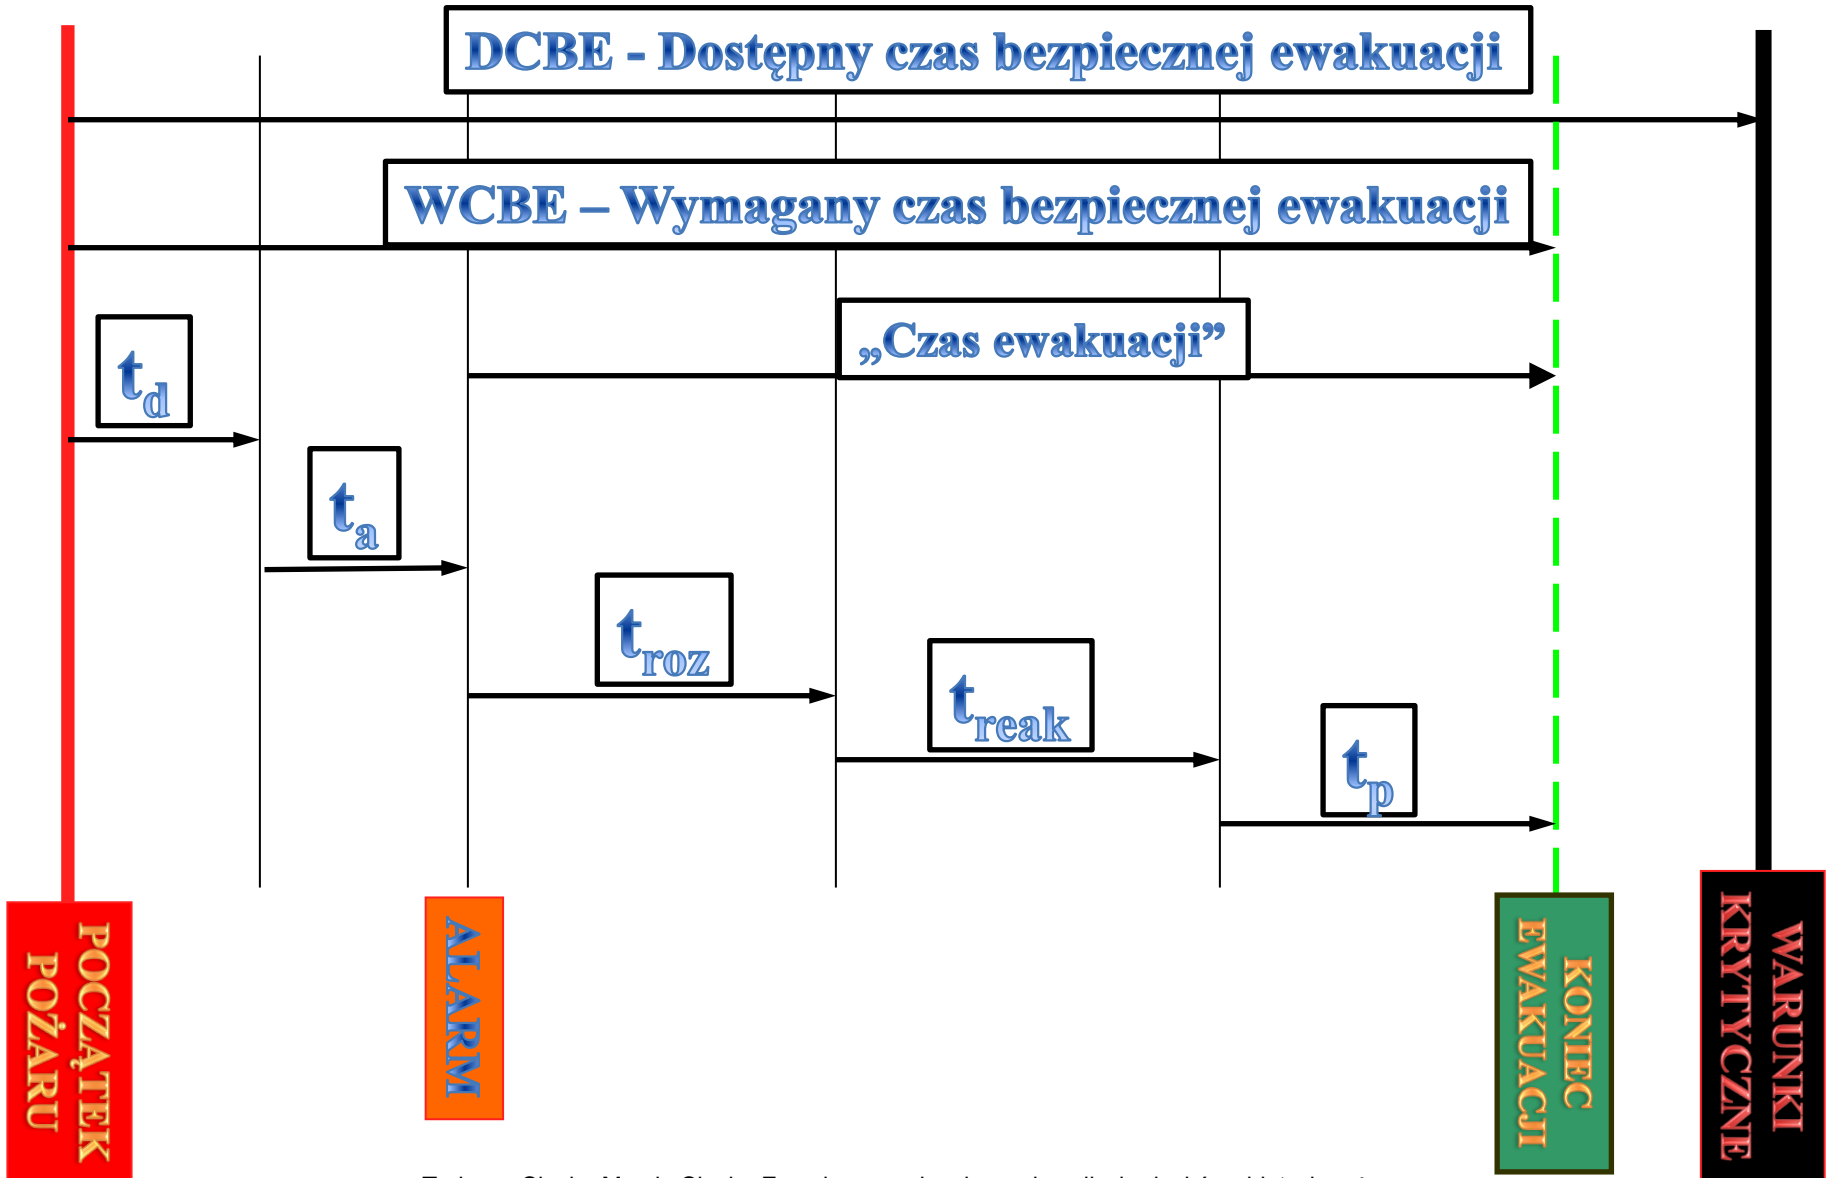 DCBE - Dostępny czas bezpiecznej ewakuacji
WCBE – Wymagany czas bezpiecznej ewakuacji
„Czas ewakuacji”
td
ta
troz
treak
tp
POCZĄTEK
POŻARU
ALARM
KONIEC
EWAKUACJI
WARUNKI
KRYTYCZNE